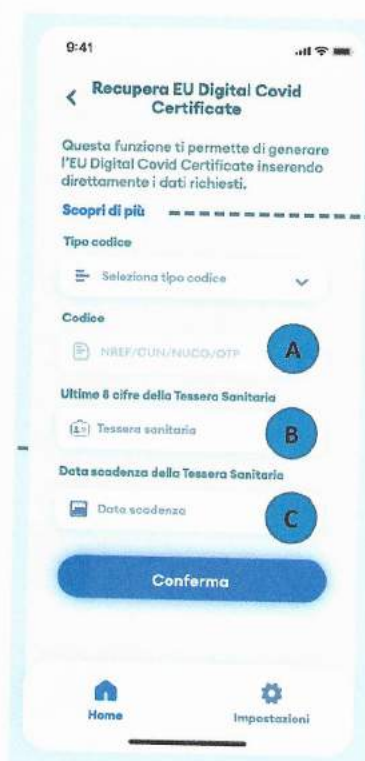 9:41
Recupera EU Digital Covid
Certificate
Questa funzione ti permette di generare
l'EU Digital Covid Certificate inserendo
direttamente i dati richiesti.
Scopri di più
Tipo codice
Seleziona tipo codice
Codice
NREF/CUN/NUCO/OTP
A
Ultime 8 cifre della Tessera Sanitaria
Tessera sanitaria
B
Data scadenza della Tessera Sanitaria
Data scadenza
C
Conferma
Home
Impostazioni